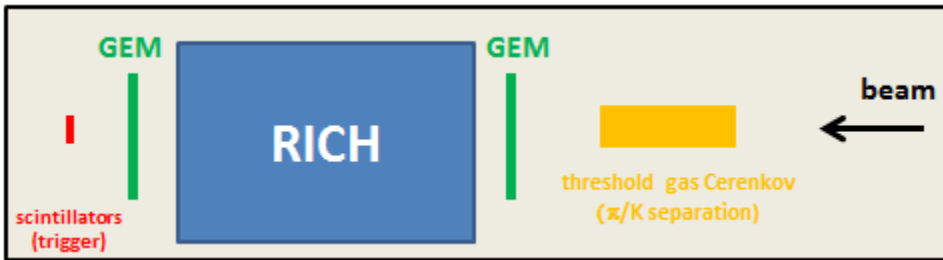 GEM
GEM
beam
RICH
threshold gas Cerenkov
(π/K separation)
scintillators
(trigger)